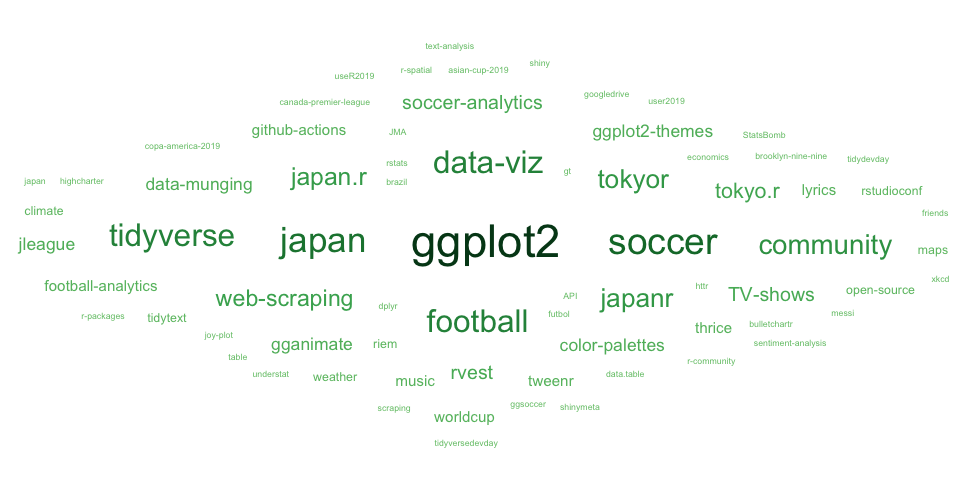 text-analysis
shiny
useR2019
r-spatial
asian-cup-2019
canada-premier-league
soccer-analytics
googledrive
user2019
github-actions
JMA
ggplot2-themes
StatsBomb
copa-america-2019
rstats
data-viz
economics
brooklyn-nine-nine
tidydevday
japan
highcharter
data-munging
japan.r
brazil
gt
tokyor
tokyo.r
lyrics
rstudioconf
climate
friends
jleague
tidyverse
japan
ggplot2
soccer
community
maps
football-analytics
web-scraping
dplyr
API
japanr
httr
TV-shows
open-source
xkcd
r-packages
tidytext
football
futbol
thrice
bulletchartr
messi
joy-plot
gganimate
riem
color-palettes
sentiment-analysis
table
r-community
understat
weather
music
rvest
tweenr
data.table
scraping
worldcup
ggsoccer
shinymeta
tidyversedevday